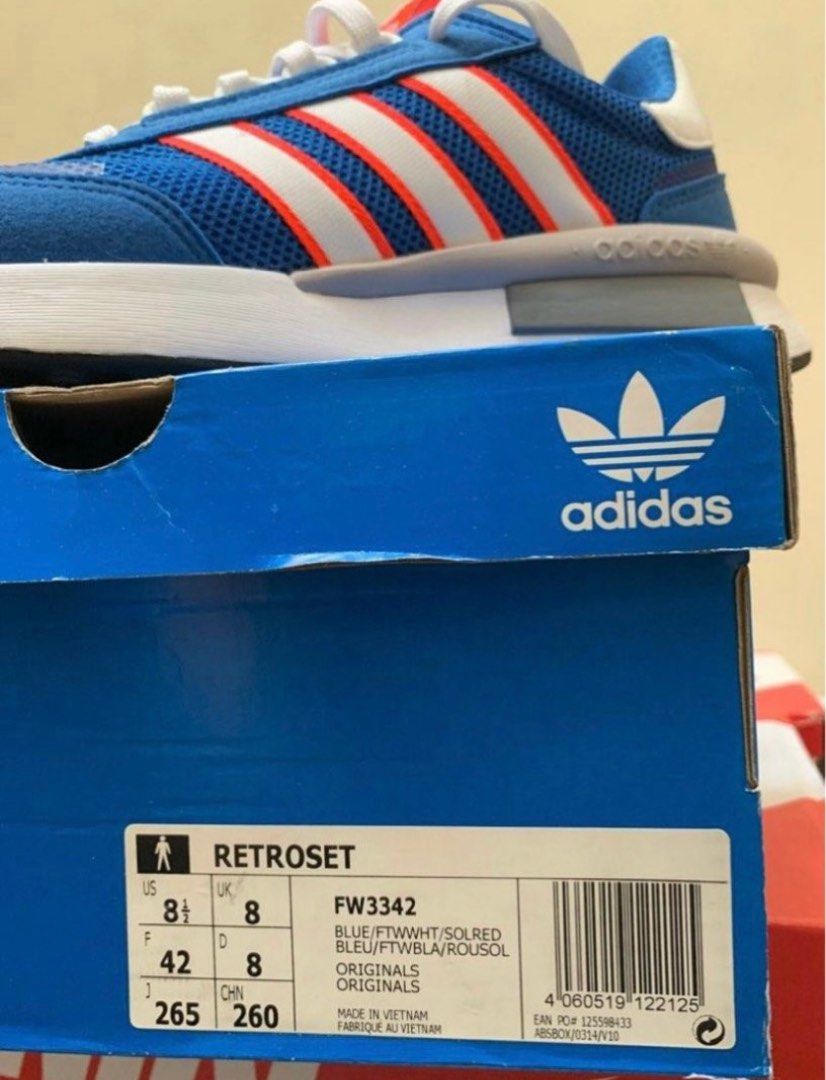 adidas
adidas
RETROSET
US
8½
UK
8
F
42
D
8
J
265
CHN
260
FW3342
BLUE/FTWWHT/SOLRED
BLEU/FTWBLA/ROUSOL
ORIGINALS
ORIGINALS
MADE IN VIETNAM
FABRIQUE AU VIETNAM
4 060519 122125
EAN PO# 125598433
ABSBOX/0314/V10